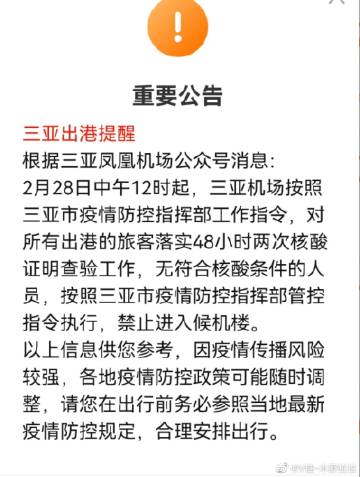 重要公告
三亚出港提醒
根据三亚凤凰机场公众号消息：
2月28日中午12时起，三亚机场按照
三亚市疫情防控指挥部工作指令，对
所有出港的旅客落实48小时两次核酸
证明查验工作，无符合核酸条件的人
员，按照三亚市疫情防控指挥部管控
指令执行，禁止进入候机楼。
以上信息供您参考，因疫情传播风险
较强，各地疫情防控政策可能随时调
整，请您在出行前务必参照当地最新
疫情防控规定，合理安排出行。